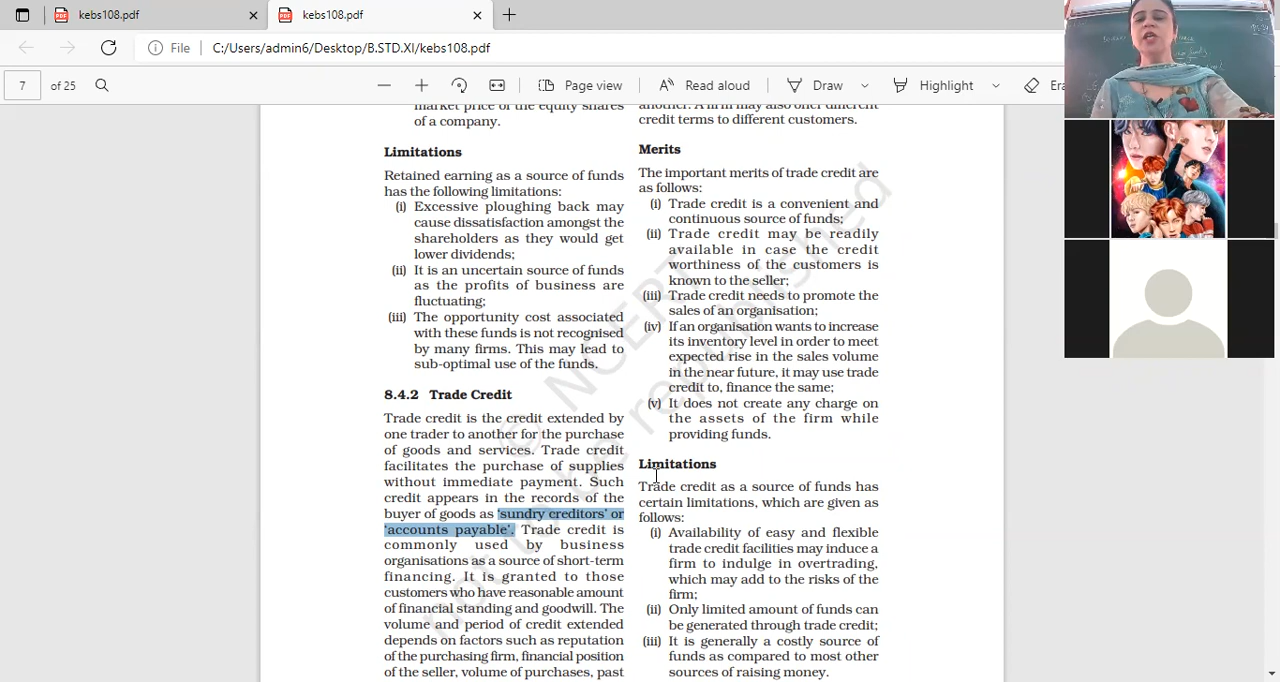 kebs108.pdf
kebs108.pdf
File
C:/Users/admin6/Desktop/B.STD.XI/kebs108.pdf
7 of 25
Page view
Read aloud
Draw
Highlight
Era
market price of the equity shares
of a company.
Limitations
Retained earning as a source of funds
has the following limitations:
(i) Excessive ploughing back may
cause dissatisfaction amongst the
shareholders as they would get
lower dividends;
(ii) It is an uncertain source of funds
as the profits of business are
fluctuating;
(iii) The opportunity cost associated
with these funds is not recognised
by many firms. This may lead to
sub-optimal use of the funds.
8.4.2 Trade Credit
Trade credit is the credit extended by
one trader to another for the purchase
of goods and services. Trade credit
facilitates the purchase of supplies
without immediate payment. Such
credit appears in the records of the
buyer of goods as ‘sundry creditors’ or
‘accounts payable’. Trade credit is
commonly used by business
organisations as a source of short-term
financing. It is granted to those
customers who have reasonable amount
of financial standing and goodwill. The
volume and period of credit extended
depends on factors such as reputation
of the purchasing firm, financial position
of the seller, volume of purchases, past
another. A firm may also offer different
credit terms to different customers.
Merits
The important merits of trade credit are
as follows:
(i) Trade credit is a convenient and
continuous source of funds;
(ii) Trade credit may be readily
available in case the credit
worthiness of the customers is
known to the seller;
(iii) Trade credit needs to promote the
sales of an organisation;
(iv) If an organisation wants to increase
its inventory level in order to meet
expected rise in the sales volume
in the near future, it may use trade
credit to, finance the same;
(v) It does not create any charge on
the assets of the firm while
providing funds.
Limitations
Trade credit as a source of funds has
certain limitations, which are given as
follows:
(i) Availability of easy and flexible
trade credit facilities may induce a
firm to indulge in overtrading,
which may add to the risks of the
firm;
(ii) Only limited amount of funds can
be generated through trade credit;
(iii) It is generally a costly source of
funds as compared to most other
sources of raising money.
© NCERT
not to be republished